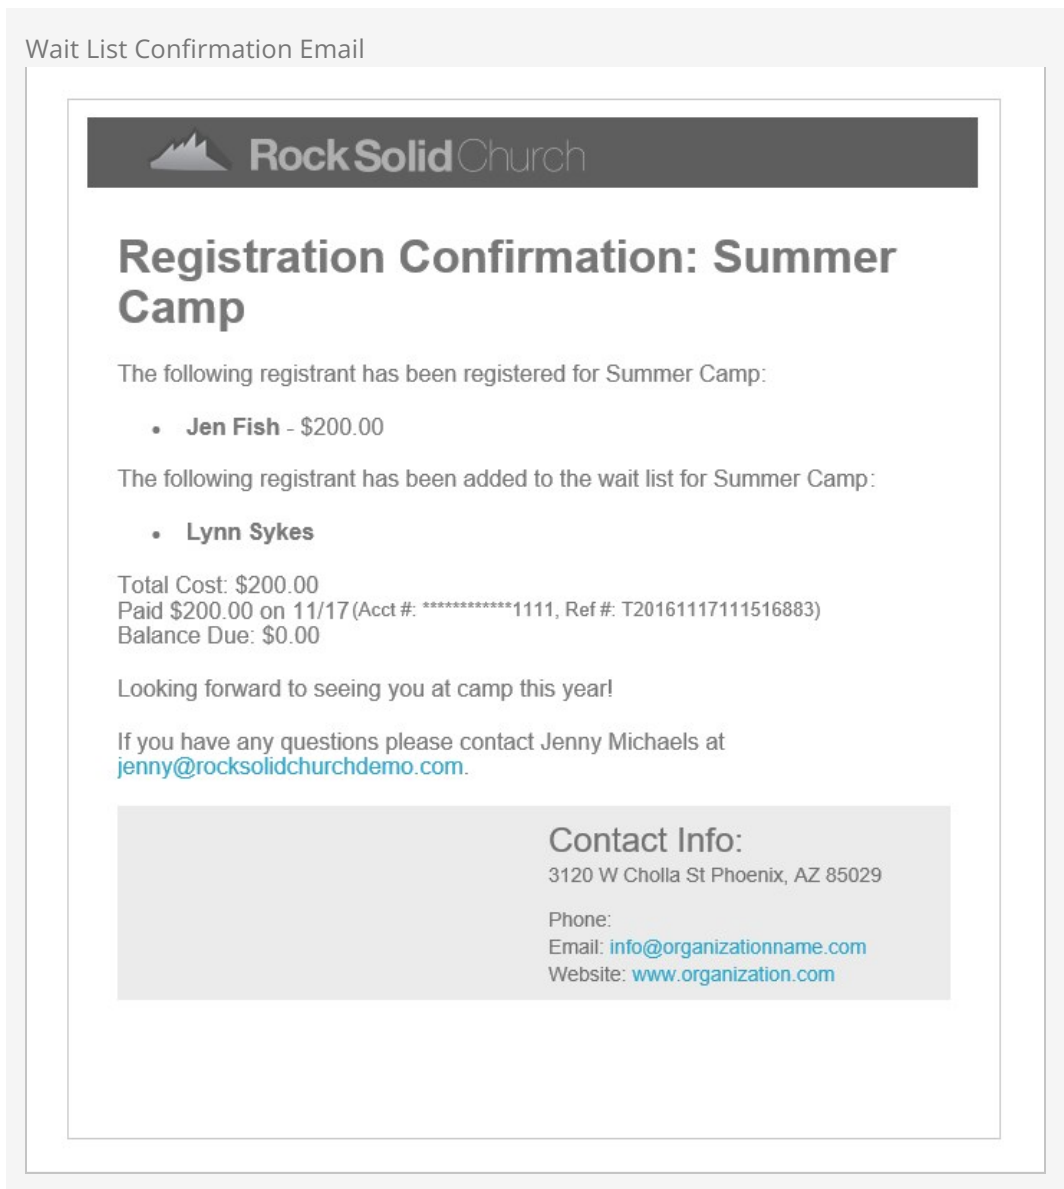 Wait List Confirmation Email
Rock Solid Church
Registration Confirmation: Summer
Camp
The following registrant has been registered for Summer Camp:
• Jen Fish - $200.00
The following registrant has been added to the wait list for Summer Camp:
• Lynn Sykes
Total Cost: $200.00
Paid $200.00 on 11/17 (Acct #: ************1111, Ref #: T20161117111516883)
Balance Due: $0.00
Looking forward to seeing you at camp this year!
If you have any questions please contact Jenny Michaels at
jenny@rocksolidchurchdemo.com.
Contact Info:
3120 W Cholla St Phoenix, AZ 85029
Phone:
Email: info@organizationname.com
Website: www.organization.com